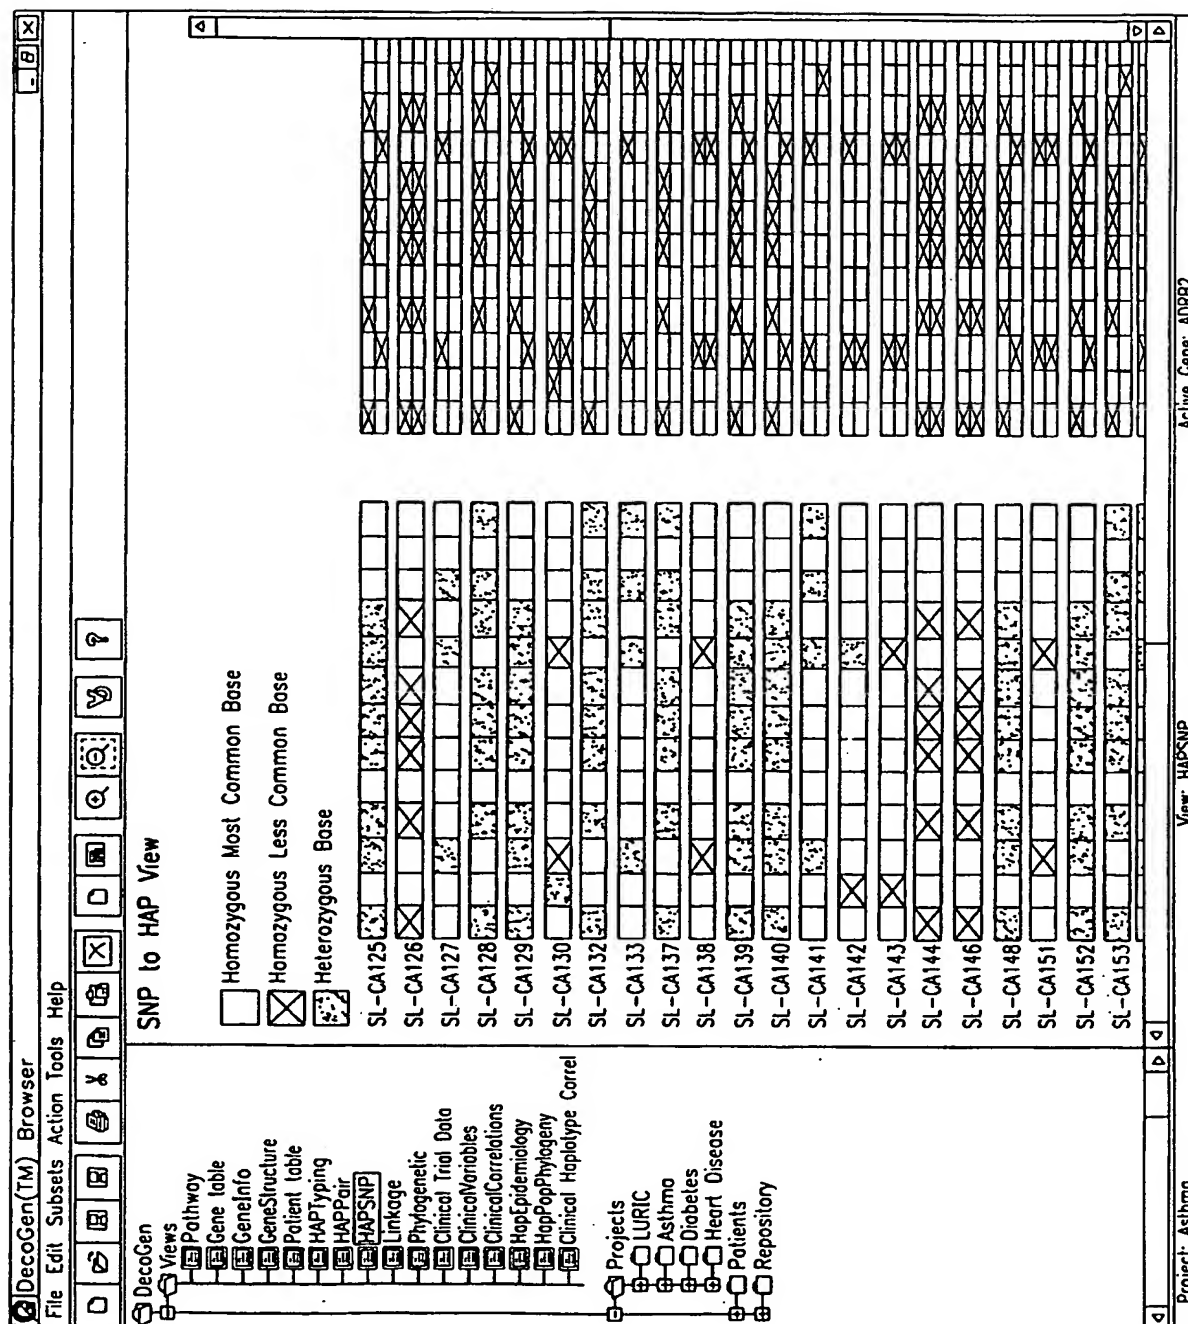 DecoGen(TM) Browser
File Edit Subsets Action Tools Help
DecoGen
Views
Pathway
Gene table
GeneInfo
GeneStructure
Patient table
HAPTyping
HAPPair
HAPSNP
Linkage
Phylogenetic
Clinical Trial Data
ClinicalVariables
ClinicalCorrelations
HapEpidemiology
HapPopPhylogeny
Clinical Haplotype Correl
Projects
LURIC
Asthma
Diabetes
Heart Disease
Patients
Repository
SNP to HAP View
Homozygous Most Common Base
Homozygous Less Common Base
Heterozygous Base
SL-CA125
SL-CA126
SL-CA127
SL-CA128
SL-CA129
SL-CA130
SL-CA132
SL-CA133
SL-CA137
SL-CA138
SL-CA139
SL-CA140
SL-CA141
SL-CA142
SL-CA143
SL-CA144
SL-CA146
SL-CA148
SL-CA151
SL-CA152
SL-CA153
Project: Asthma
View: HAPSNP
Active Gene: ADRB2